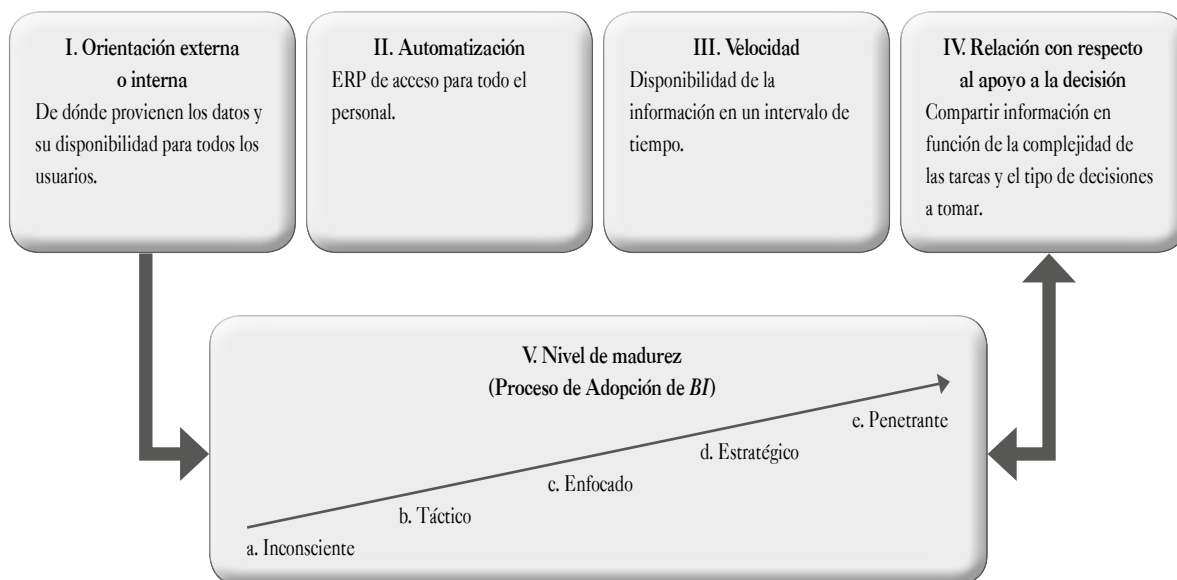 I. Orientación externa
o interna
De dónde provienen los datos y
su disponibilidad para todos los
usuarios.
II. Automatización
ERP de acceso para todo el
personal.
III. Velocidad
Disponibilidad de la
información en un intervalo de
tiempo.
IV. Relación con respecto
al apoyo a la decisión
Compartir información en
función de la complejidad de
las tareas y el tipo de decisiones
a tomar.
V. Nivel de madurez
(Proceso de Adopción de BI)
a. Inconsciente
b. Táctico
c. Enfocado
d. Estratégico
e. Penetrante